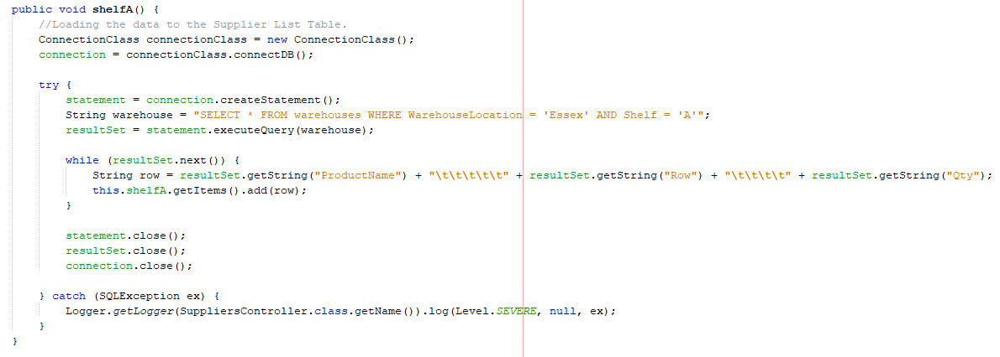 public void shelfA() {
    //Loading the data to the Supplier List Table.
    ConnectionClass connectionClass = new ConnectionClass();
    connection = connectionClass.connectDB();

    try {
        statement = connection.createStatement();
        String warehouse = "SELECT * FROM warehouses WHERE WarehouseLocation = 'Essex' AND Shelf = 'A'";
        resultSet = statement.executeQuery(warehouse);

        while (resultSet.next()) {
            String row = resultSet.getString("ProductName") + "\t\t\t\t\t" + resultSet.getString("Row") + "\t\t\t\t" + resultSet.getString("Qty");
            this.shelfA.getItems().add(row);
        }

        statement.close();
        resultSet.close();
        connection.close();

    } catch (SQLException ex) {
        Logger.getLogger(SuppliersController.class.getName()).log(Level.SEVERE, null, ex);
    }
}